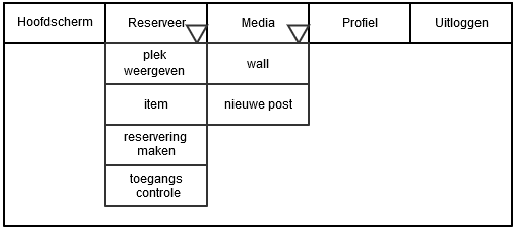 Hoofdscherm Reserveer Media Profiel Uitloggen
plek
weergeven
wall
item
nieuwe post
reservering
maken
toegangs
controle